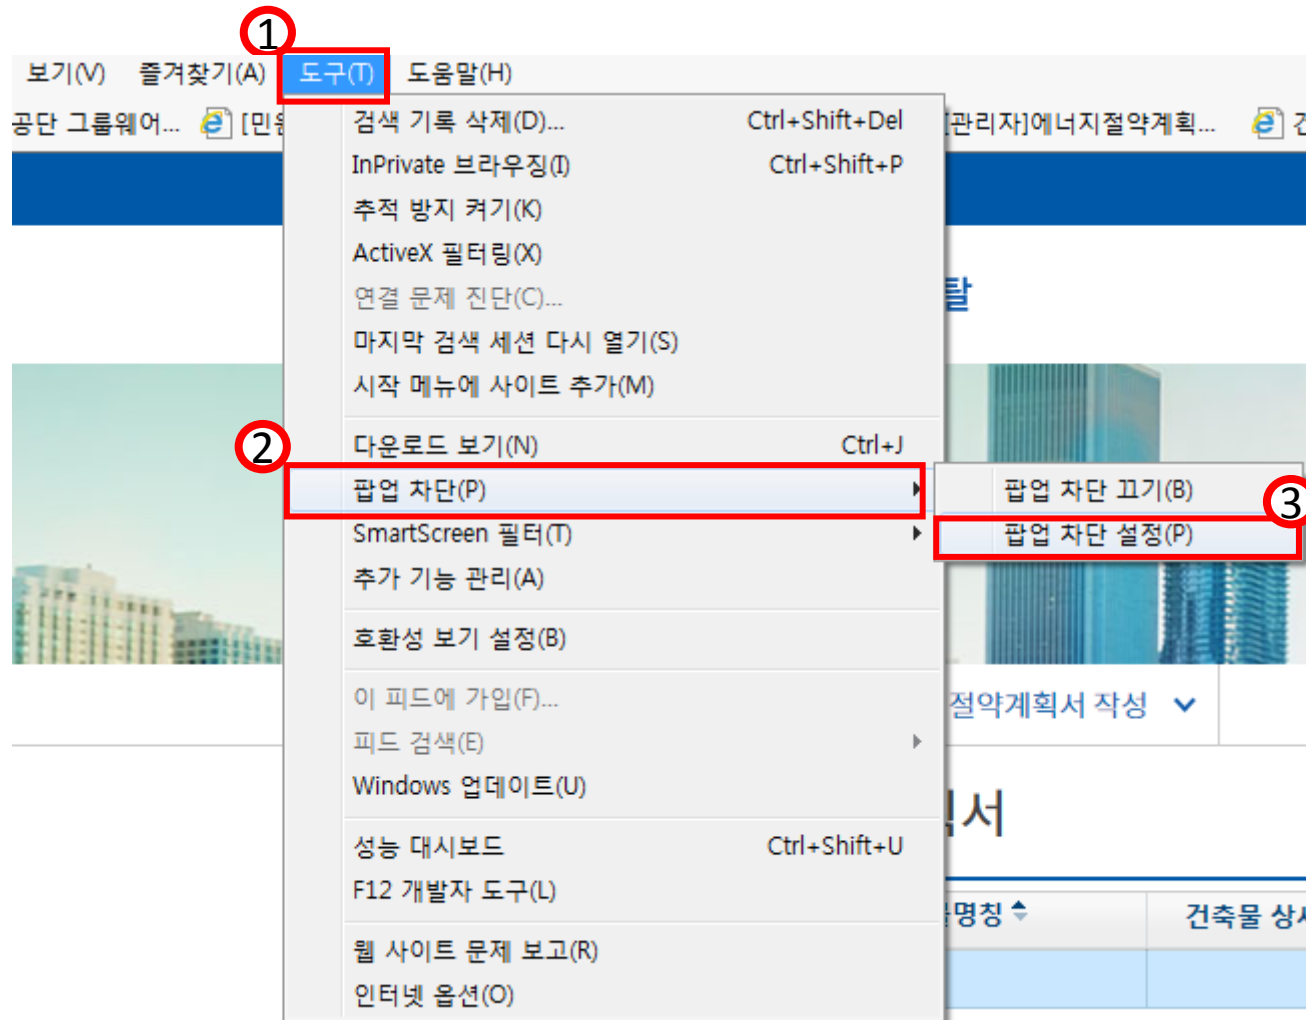 1
보기(V) 즐겨찾기(A) 도구(T) 도움말(H)
공단 그룹웨어... [민원 [관리자]에너지절약계획...
검색 기록 삭제(D)... Ctrl+Shift+Del
InPrivate 브라우징(I) Ctrl+Shift+P
추적 방지 켜기(K)
ActiveX 필터링(X)
연결 문제 진단(C)...
탈
마지막 검색 세션 다시 열기(S)
시작 메뉴에 사이트 추가(M)
2
다운로드 보기(N) Ctrl+J
팝업 차단(P)
팝업 차단 끄기(B)
3
SmartScreen 필터(T)
팝업 차단 설정(P)
추가 기능 관리(A)
호환성 보기 설정(B)
이 피드에 가입(F)...
절약계획서 작성
피드 검색(E)
Windows 업데이트(U)
획서
성능 대시보드 Ctrl+Shift+U
F12 개발자 도구(L)
명칭 건축물 상
웹 사이트 문제 보고(R)
인터넷 옵션(O)